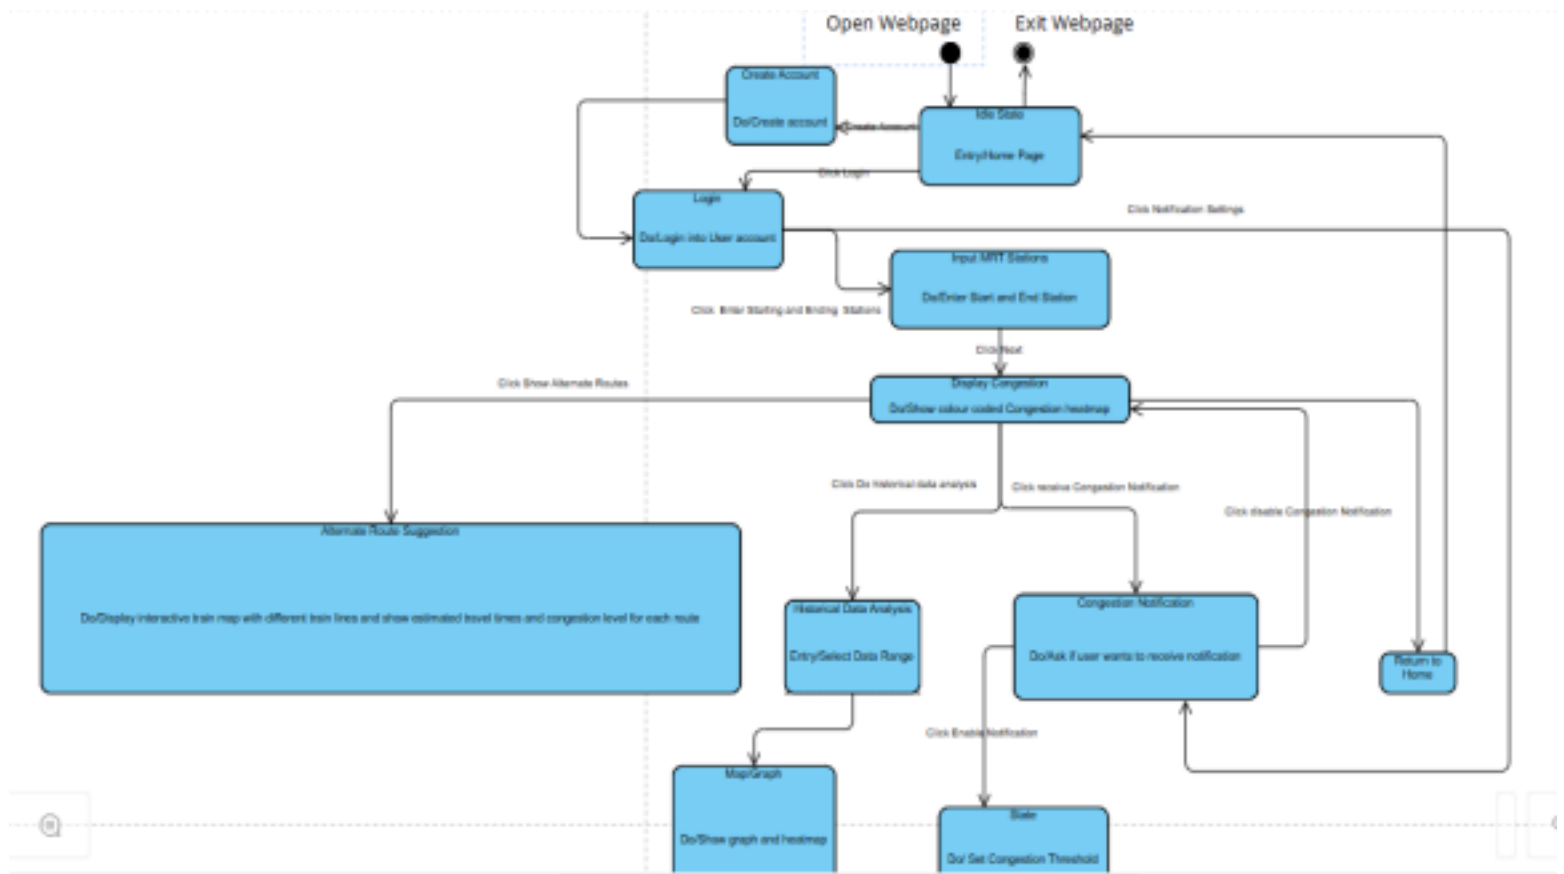 Open Webpage
Exit Webpage
Create Account
Do/Create account
Create Account
Idle State
Entry/Home Page
Click Login
Login
Do/Login into User account
Click Notification Settings
Input MRT Stations
Do/Enter Start and End Station
Click Enter Starting and Ending Stations
Click Next
Display Congestion
Do/Show colour coded Congestion heatmap
Click Show Alternate Routes
Click Do historical data analysis
Click receive Congestion Notification
Click disable Congestion Notification
Alternate Route Suggestion
Do/Display interactive train map with different train lines and show estimated travel times and congestion level for each route
Historical Data Analysis
Entry/Select Data Range
Congestion Notification
Do/Ask if user wants to receive notification
Return to
Home
Click Enable Notification
Map/Graph
Do/Show graph and heatmap
State
Do/ Set Congestion Threshold